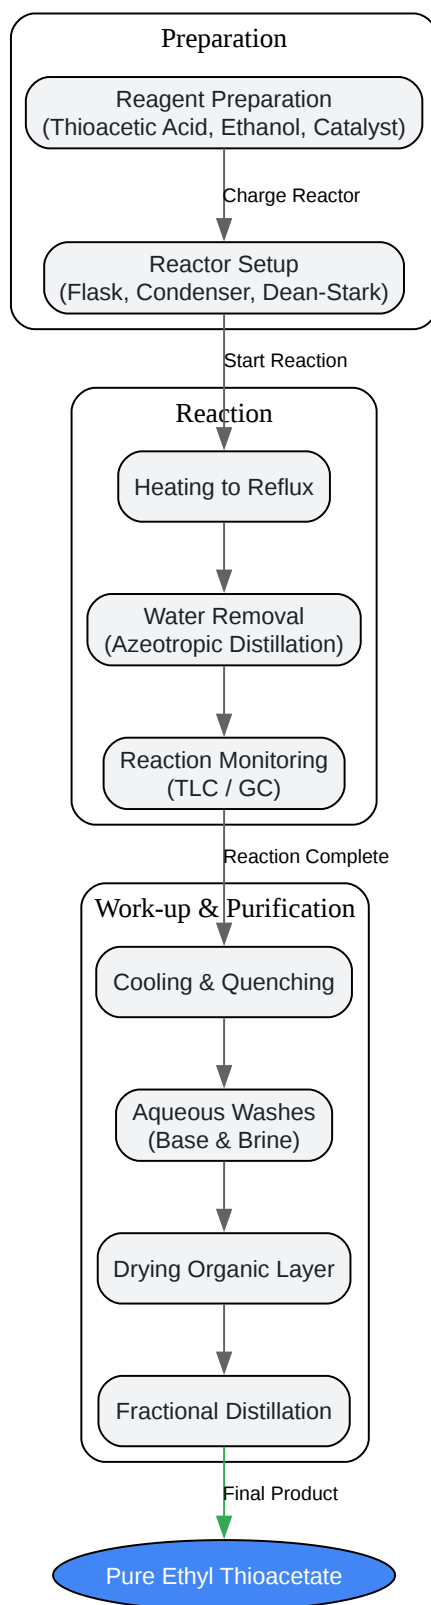 Preparation
Reagent Preparation
(Thioacetic Acid, Ethanol, Catalyst)
Charge Reactor
Reactor Setup
(Flask, Condenser, Dean-Stark)
Start Reaction
Reaction
Heating to Reflux
Water Removal
(Azeotropic Distillation)
Reaction Monitoring
(TLC / GC)
Reaction Complete
Work-up & Purification
Cooling & Quenching
Aqueous Washes
(Base & Brine)
Drying Organic Layer
Fractional Distillation
Final Product
Pure Ethyl Thioacetate